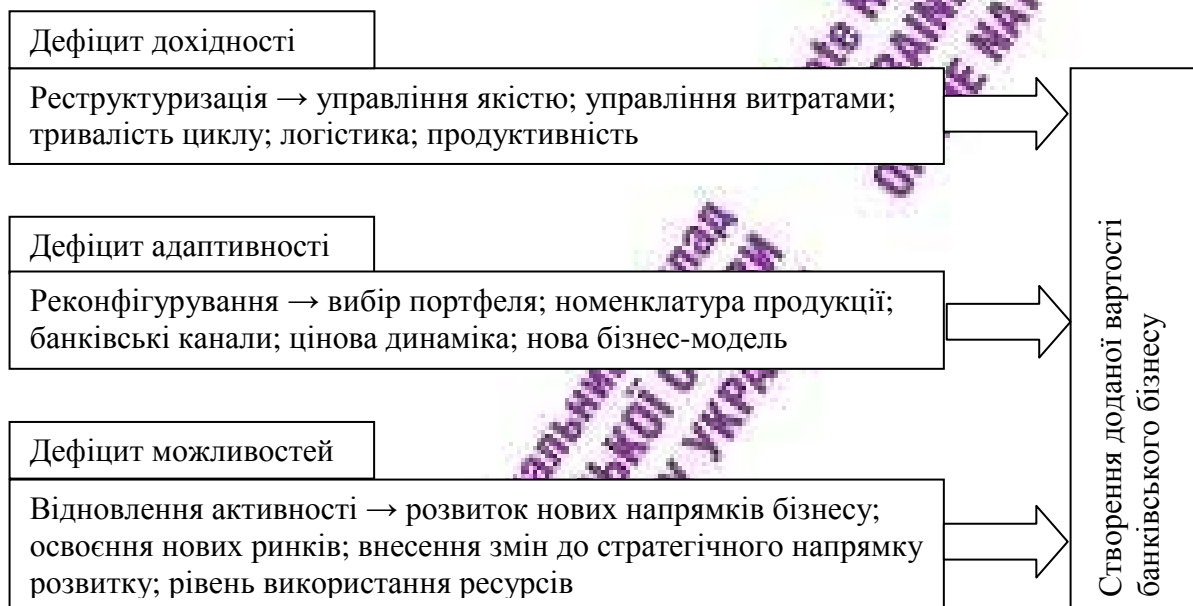 Дефіцит дохідності
Реструктуризація → управління якістю; управління витратами;
тривалість циклу; логістика; продуктивність
Дефіцит адаптивності
Реконфігурування → вибір портфеля; номенклатура продукції;
банківські канали; цінова динаміка; нова бізнес-модель
Дефіцит можливостей
Відновлення активності → розвиток нових напрямків бізнесу;
освоєння нових ринків; внесення змін до стратегічного напрямку
розвитку; рівень використання ресурсів
Створення доданої вартості
банківського бізнесу